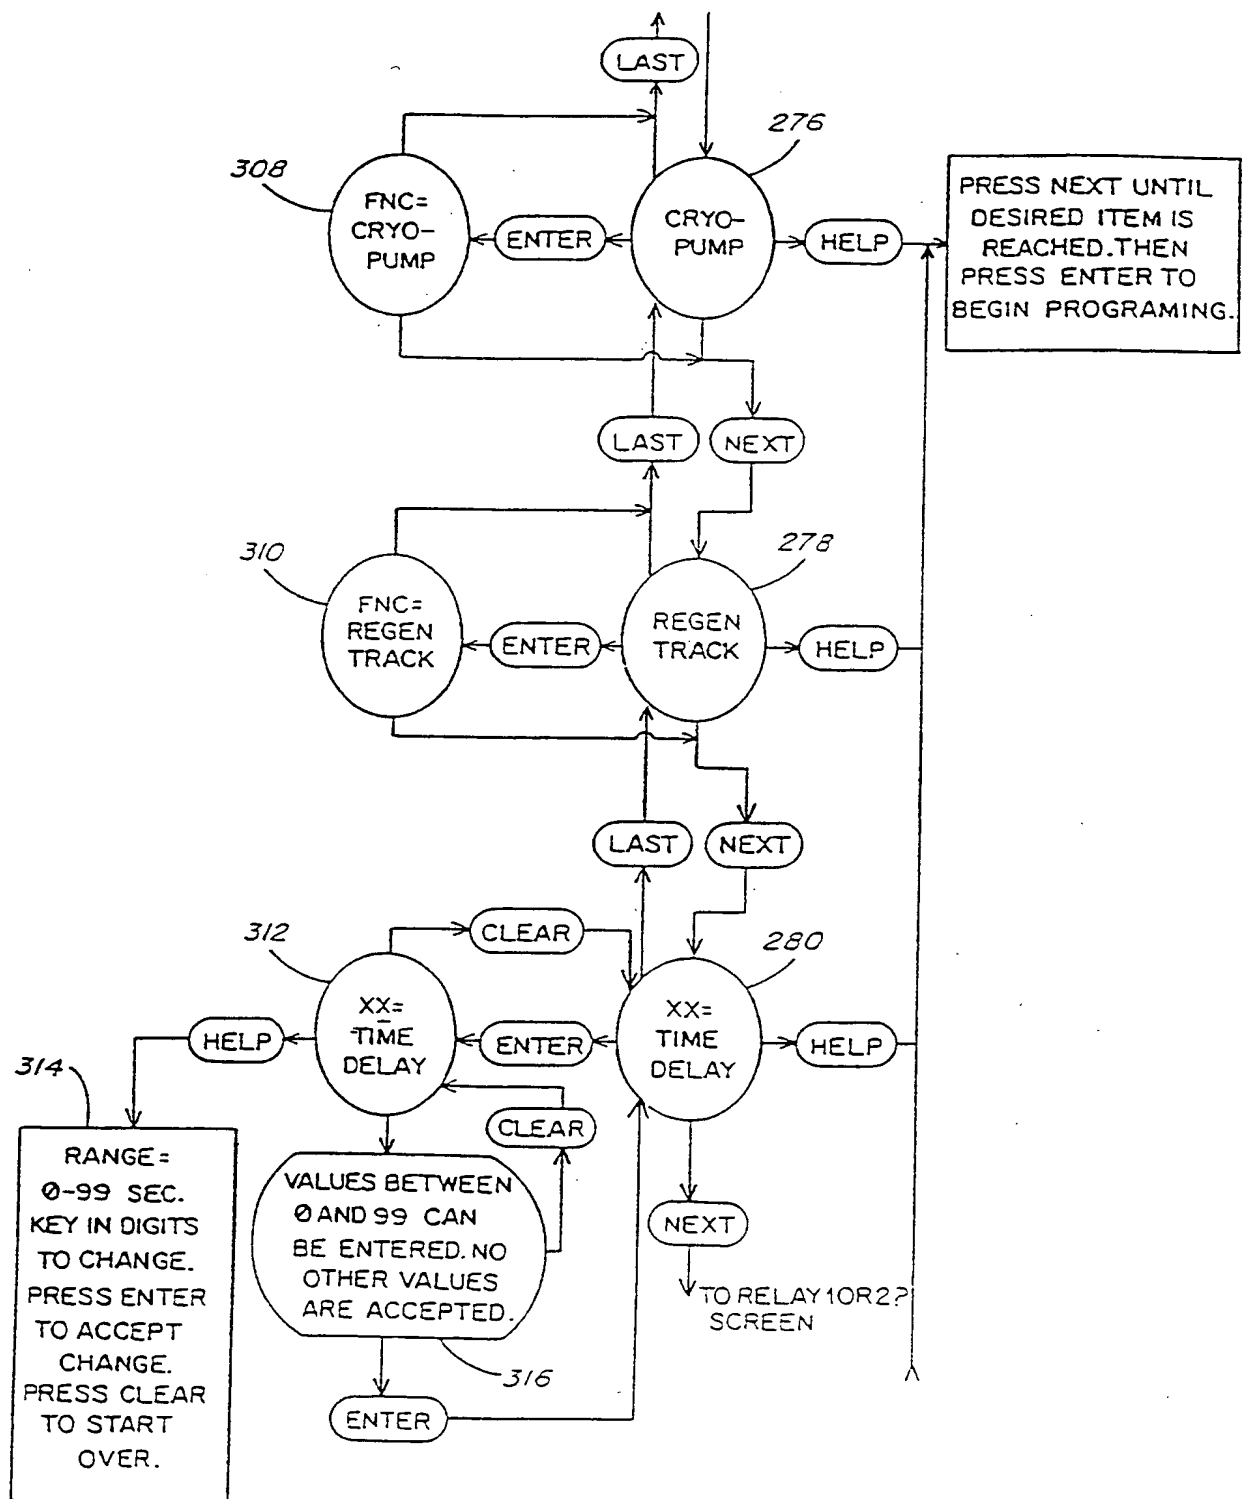 LAST
276
308
FNC=
CRYO-
PUMP
ENTER
CRYO-
PUMP
HELP
PRESS NEXT UNTIL
DESIRED ITEM IS
REACHED. THEN
PRESS ENTER TO
BEGIN PROGRAMING.
LAST
NEXT
310
278
FNC=
REGEN
TRACK
ENTER
REGEN
TRACK
HELP
LAST
NEXT
312
CLEAR
280
XX=
TIME
DELAY
HELP
ENTER
XX=
TIME
DELAY
HELP
314
CLEAR
RANGE=
0-99 SEC.
KEY IN DIGITS
TO CHANGE.
PRESS ENTER
TO ACCEPT
CHANGE.
PRESS CLEAR
TO START
OVER.
VALUES BETWEEN
0 AND 99 CAN
BE ENTERED. NO
OTHER VALUES
ARE ACCEPTED.
NEXT
TO RELAY 1 OR 2?
SCREEN
316
ENTER